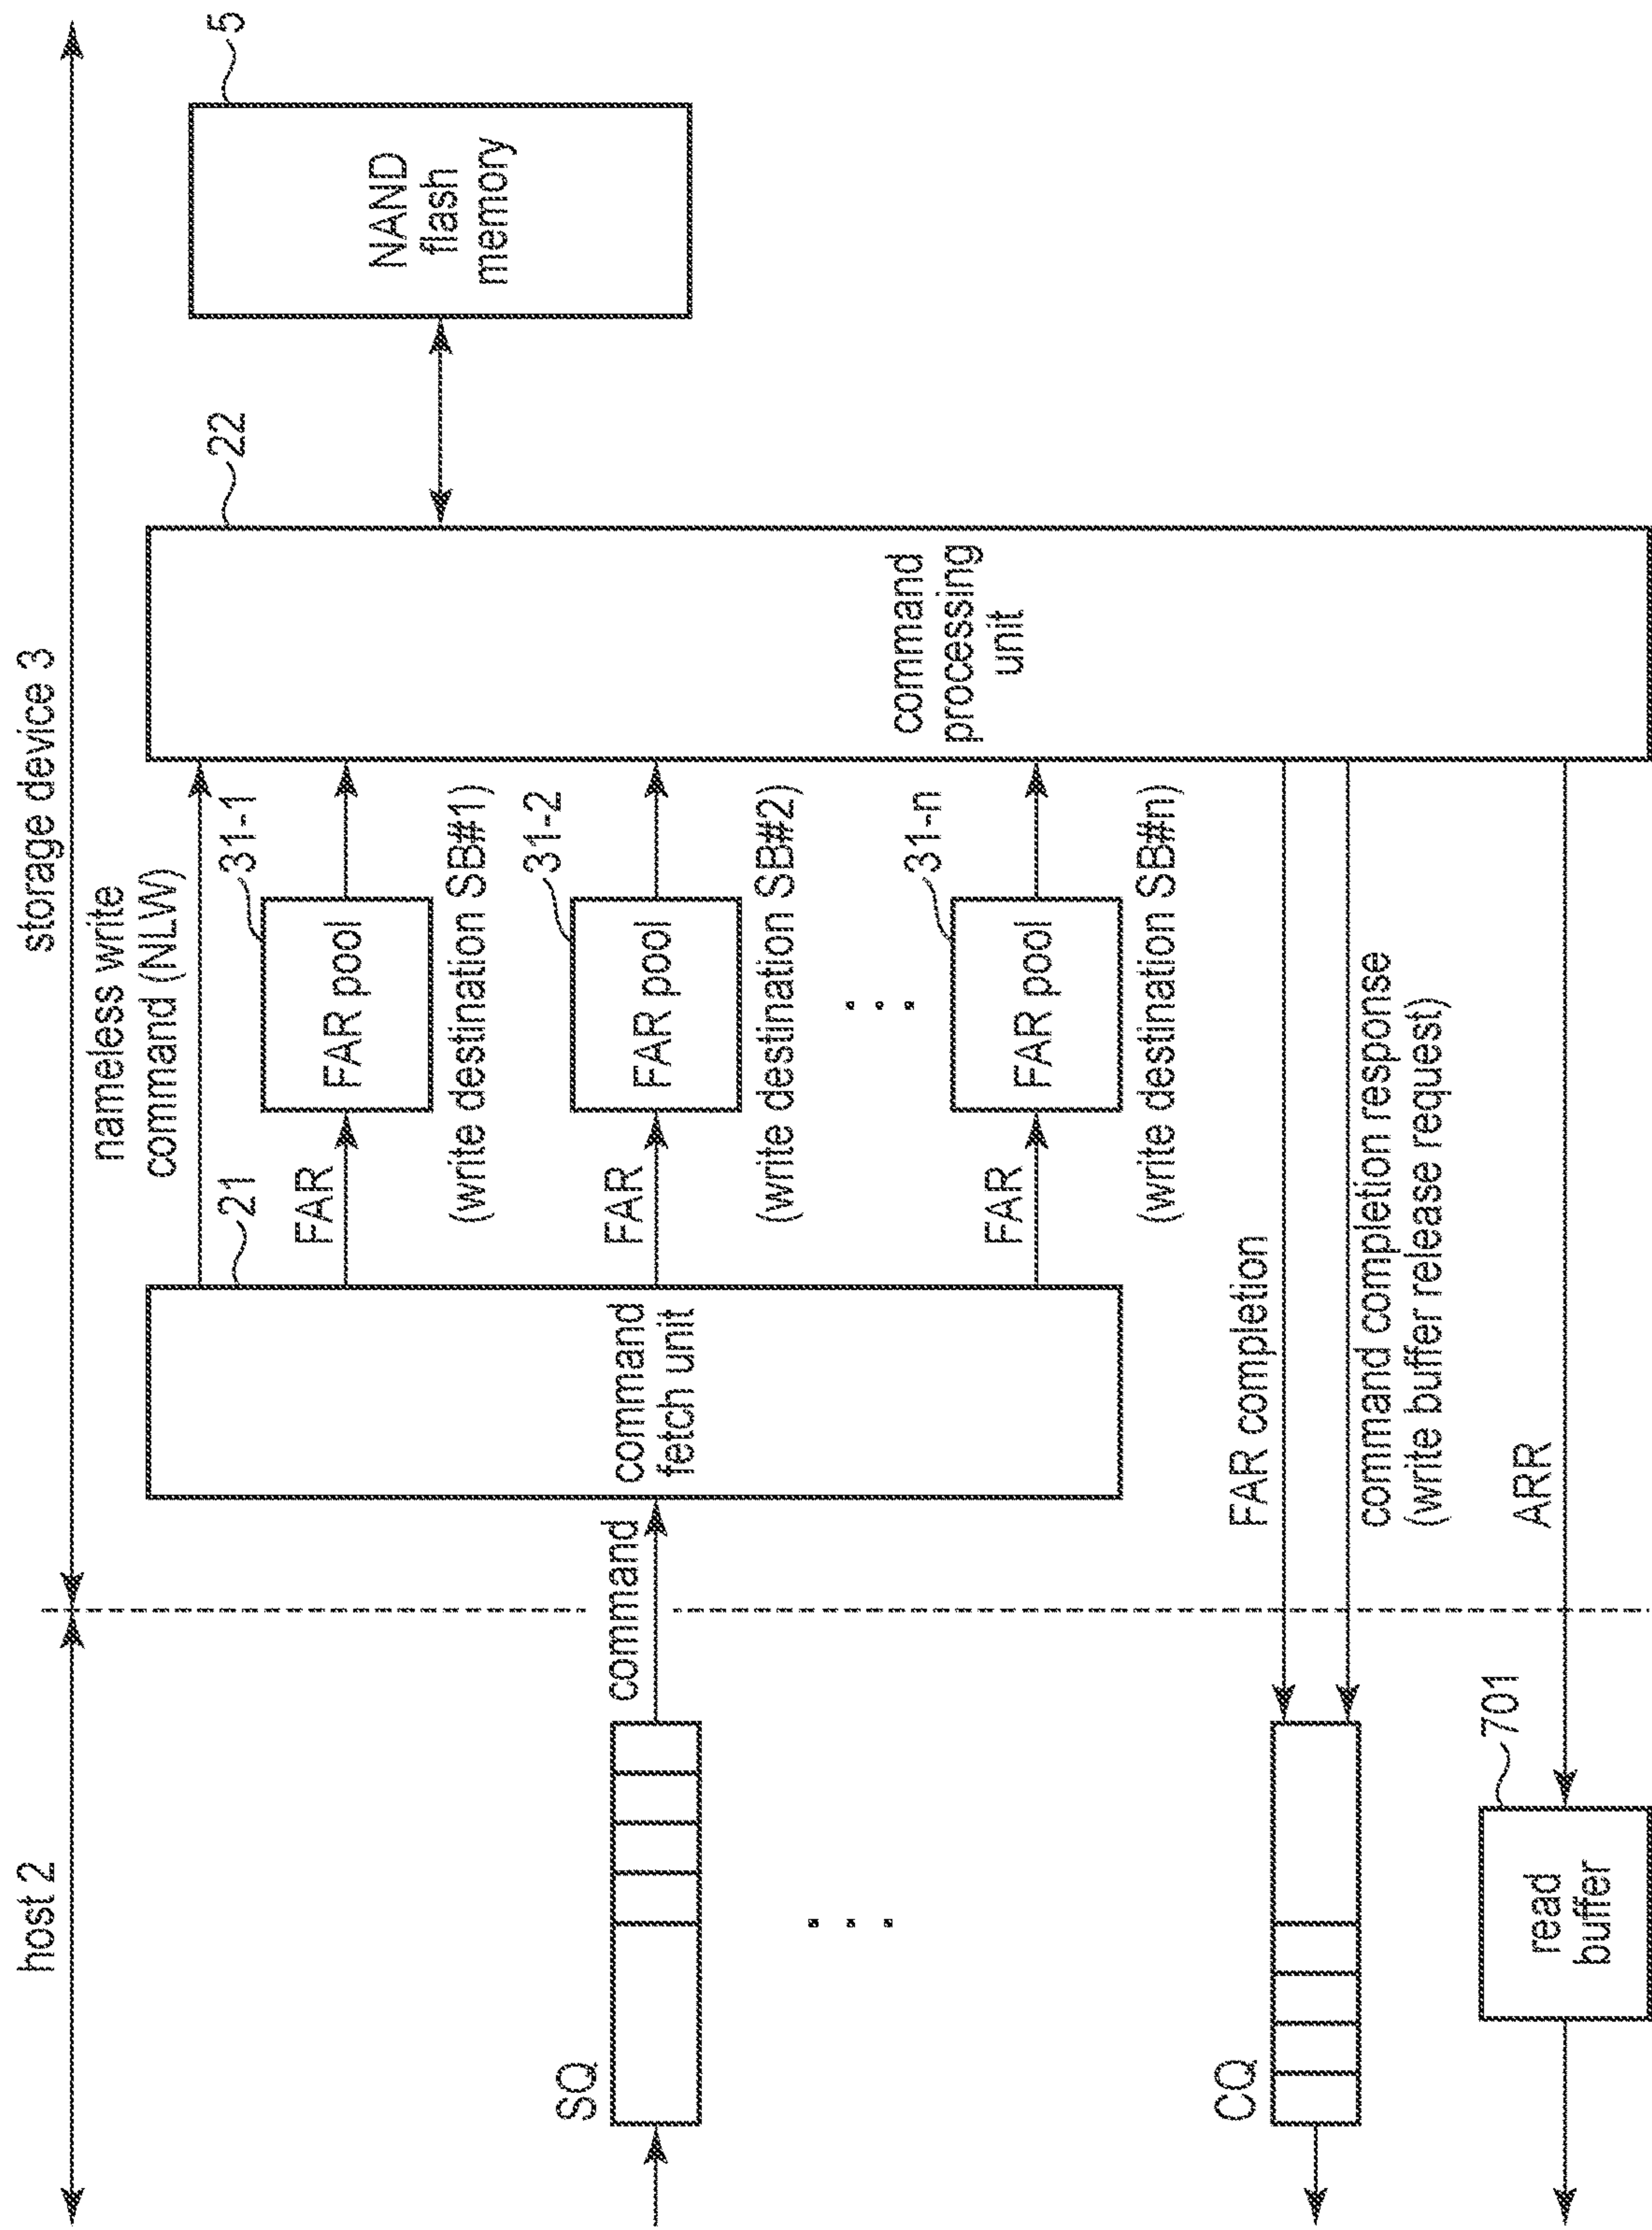 host 2
storage device 3
SQ
command
command
fetch unit
21
nameless write
command (NLW)
FAR
FAR pool
31-1
(write destination SB#1)
FAR
FAR pool
31-2
(write destination SB#2)
FAR
FAR pool
31-n
(write destination SB#n)
command
processing
unit
22
NAND
flash
memory
5
CQ
FAR completion
command completion response
(write buffer release request)
read
buffer
701
ARR